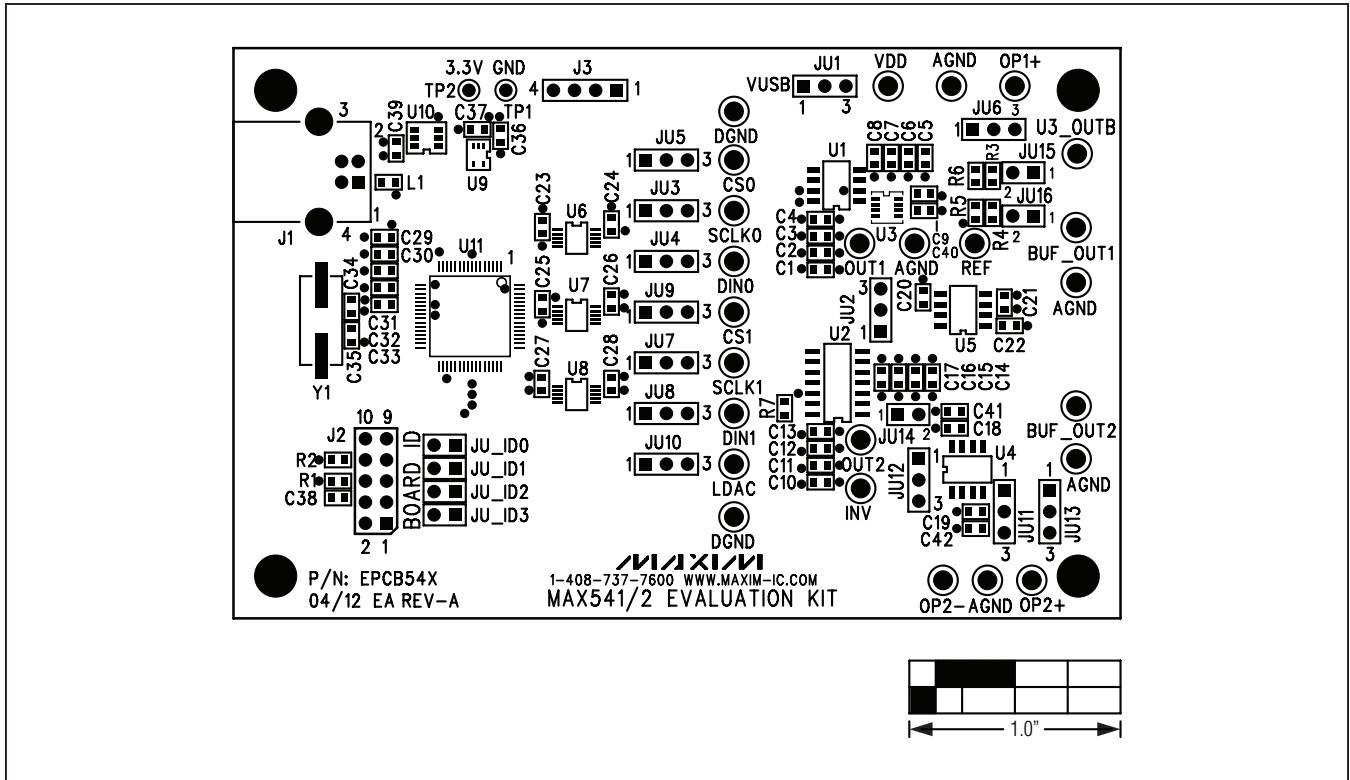 3.3V GND
J3
TP2
TP1
4
1
JU1
VUSB
1
3
VDD
AGND
OP1+
3
2
C39
U10
C37
C36
U9
L1
1
4
J1
DGND
JU5
1
3
CS0
JU3
1
3
SCLK0
JU4
1
3
DIN0
JU9
1
3
CS1
JU7
1
3
SCLK1
JU8
1
3
DIN1
JU10
1
3
LDAC
DGND
JU6
1
3
U3_OUTB
U1
C8
C7
C6
C5
R6
R3
JU15
2
JU16
R5
R4
1
2
C4
C3
C2
C1
U3
C9
C40
OUT1
AGND
REF
BUF_OUT1
AGND
C23
U6
C24
C29
C30
U11
1
C34
C31
C32
C33
C35
Y1
C25
U7
C26
C27
U8
C28
JU2
3
1
C20
U5
C21
C22
U2
C17
C16
C15
C14
R7
1
2
JU14
C41
C18
C13
C12
C11
C10
OUT2
INV
JU12
1
3
U4
C19
C42
1
JU11
3
1
JU13
3
BUF_OUT2
AGND
J2
10 9
R2
R1
C38
2 1
BOARD ID
JU_ID0
JU_ID1
JU_ID2
JU_ID3
P/N: EPCB54X
04/12 EA REV-A
MAXIM
1-408-737-7600 WWW.MAXIM-IC.COM
MAX541/2 EVALUATION KIT
OP2- AGND OP2+
1.0"